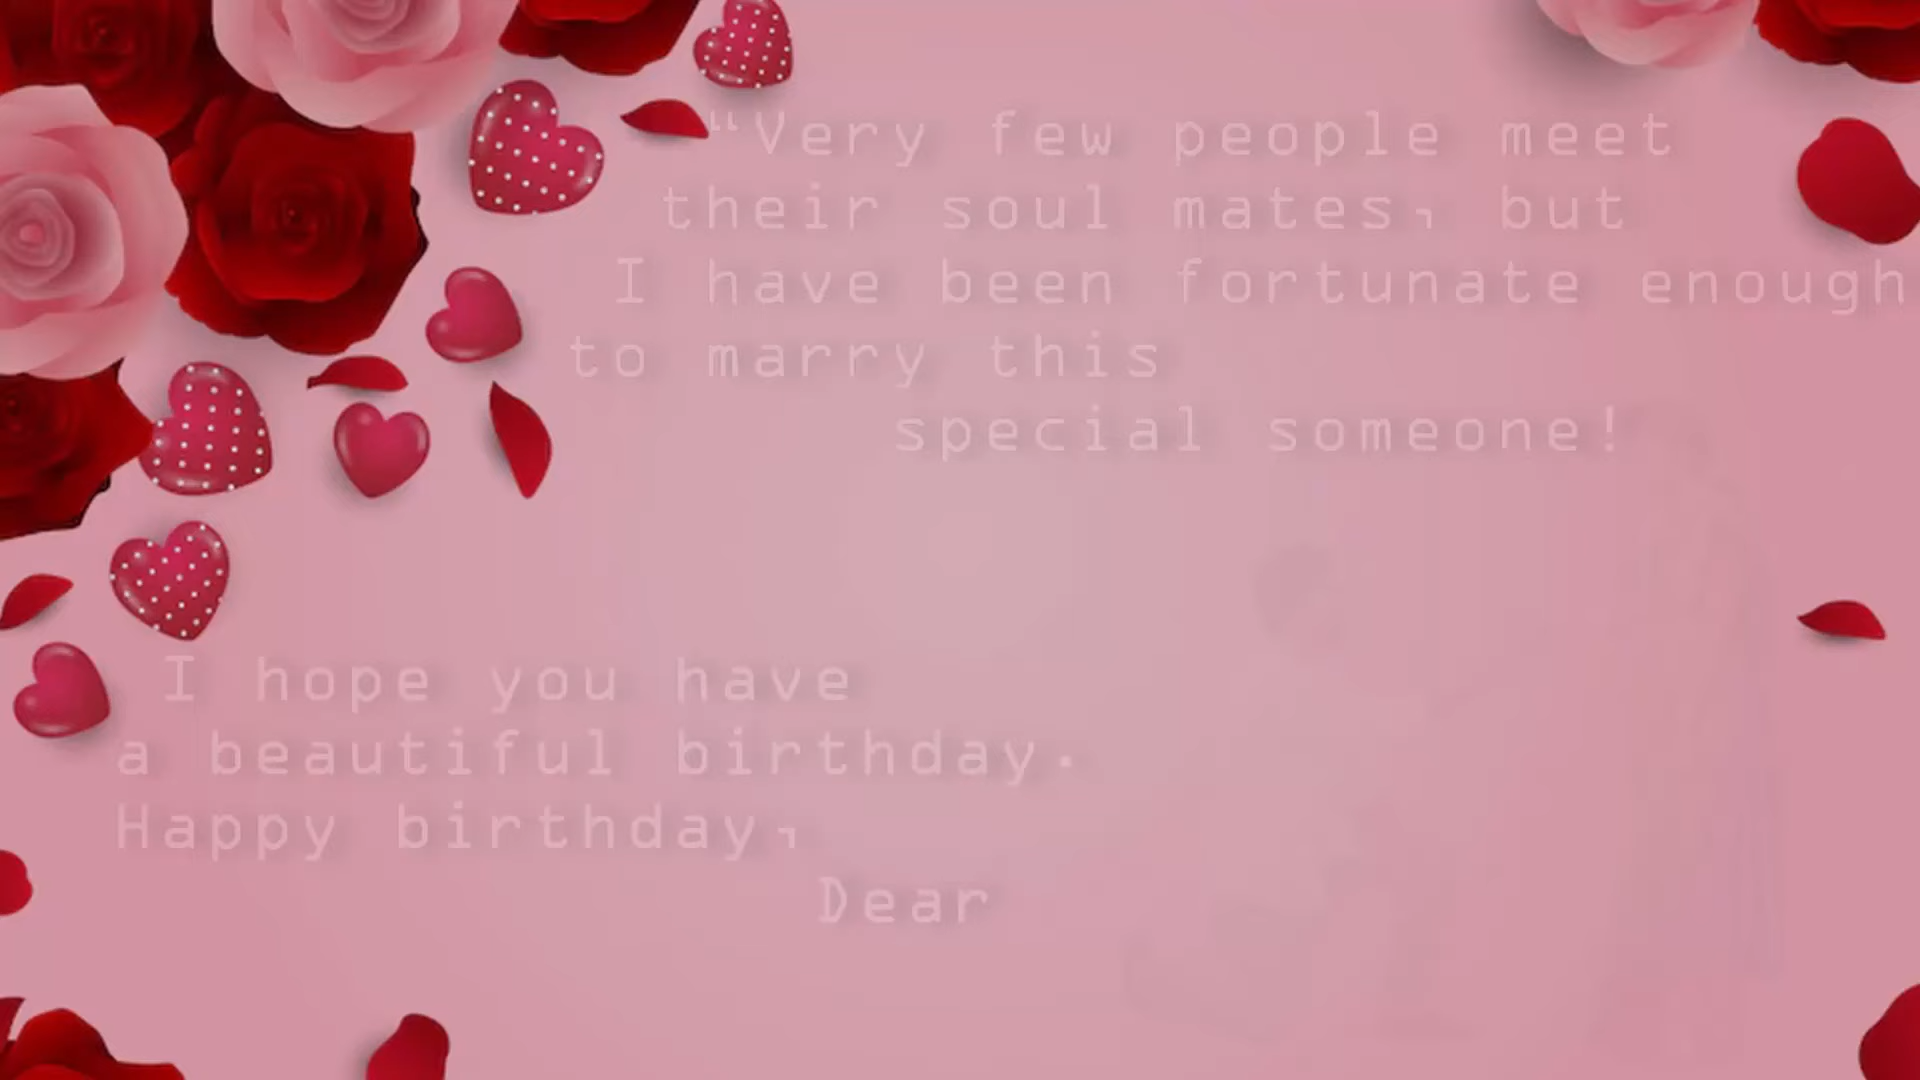 “Very few people meet
their soul mates, but
I have been fortunate enough
to marry this
special someone!
I hope you have
a beautiful birthday.
Happy birthday,
Dear